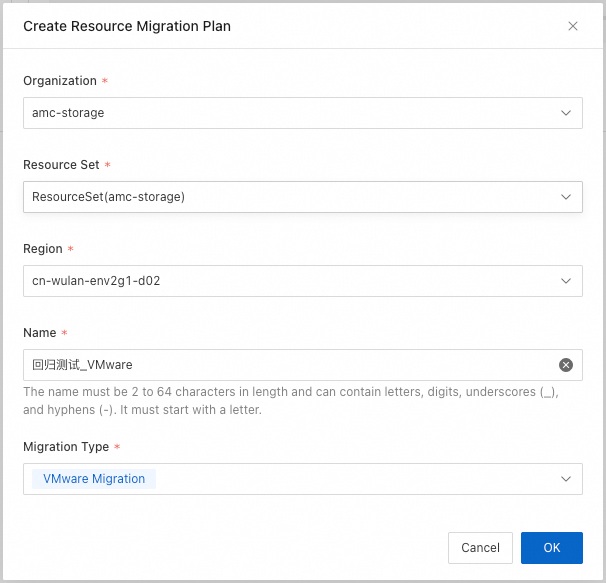 Create Resource Migration Plan
Organization *
amc-storage
Resource Set *
ResourceSet(amc-storage)
Region *
cn-wulan-env2g1-d02
Name *
回归测试_VMware
The name must be 2 to 64 characters in length and can contain letters, digits, underscores (_),
and hyphens (-). It must start with a letter.
Migration Type *
VMware Migration
Cancel
OK